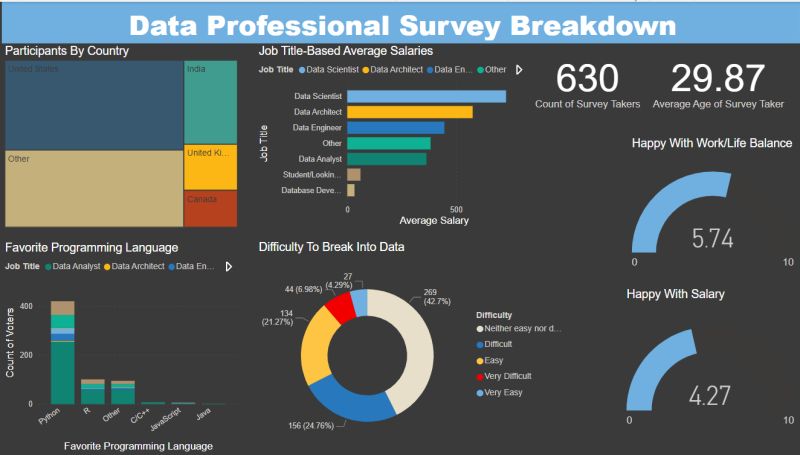 Data Professional Survey Breakdown
Participants By Country
United States
India
Other
United Ki...
Canada
Job Title-Based Average Salaries
Job Title Data Scientist Data Architect Data En... Other
Job Title
Data Scientist
Data Architect
Data Engineer
Other
Data Analyst
Student/Lookin...
Database Deve...
0 500
Average Salary
630
Count of Survey Takers
29.87
Average Age of Survey Taker
Happy With Work/Life Balance
5.74
0 10
Happy With Salary
4.27
0 10
Favorite Programming Language
Job Title Data Analyst Data Architect Data En...
Count of Voters
400
200
0
Python
R
Other
C/C++
JavaScript
Java
Favorite Programming Language
Difficulty To Break Into Data
27
(4.29%)
44 (6.98%)
134
(21.27%)
269
(42.7%)
156 (24.76%)
Difficulty
Neither easy nor d...
Difficult
Easy
Very Difficult
Very Easy